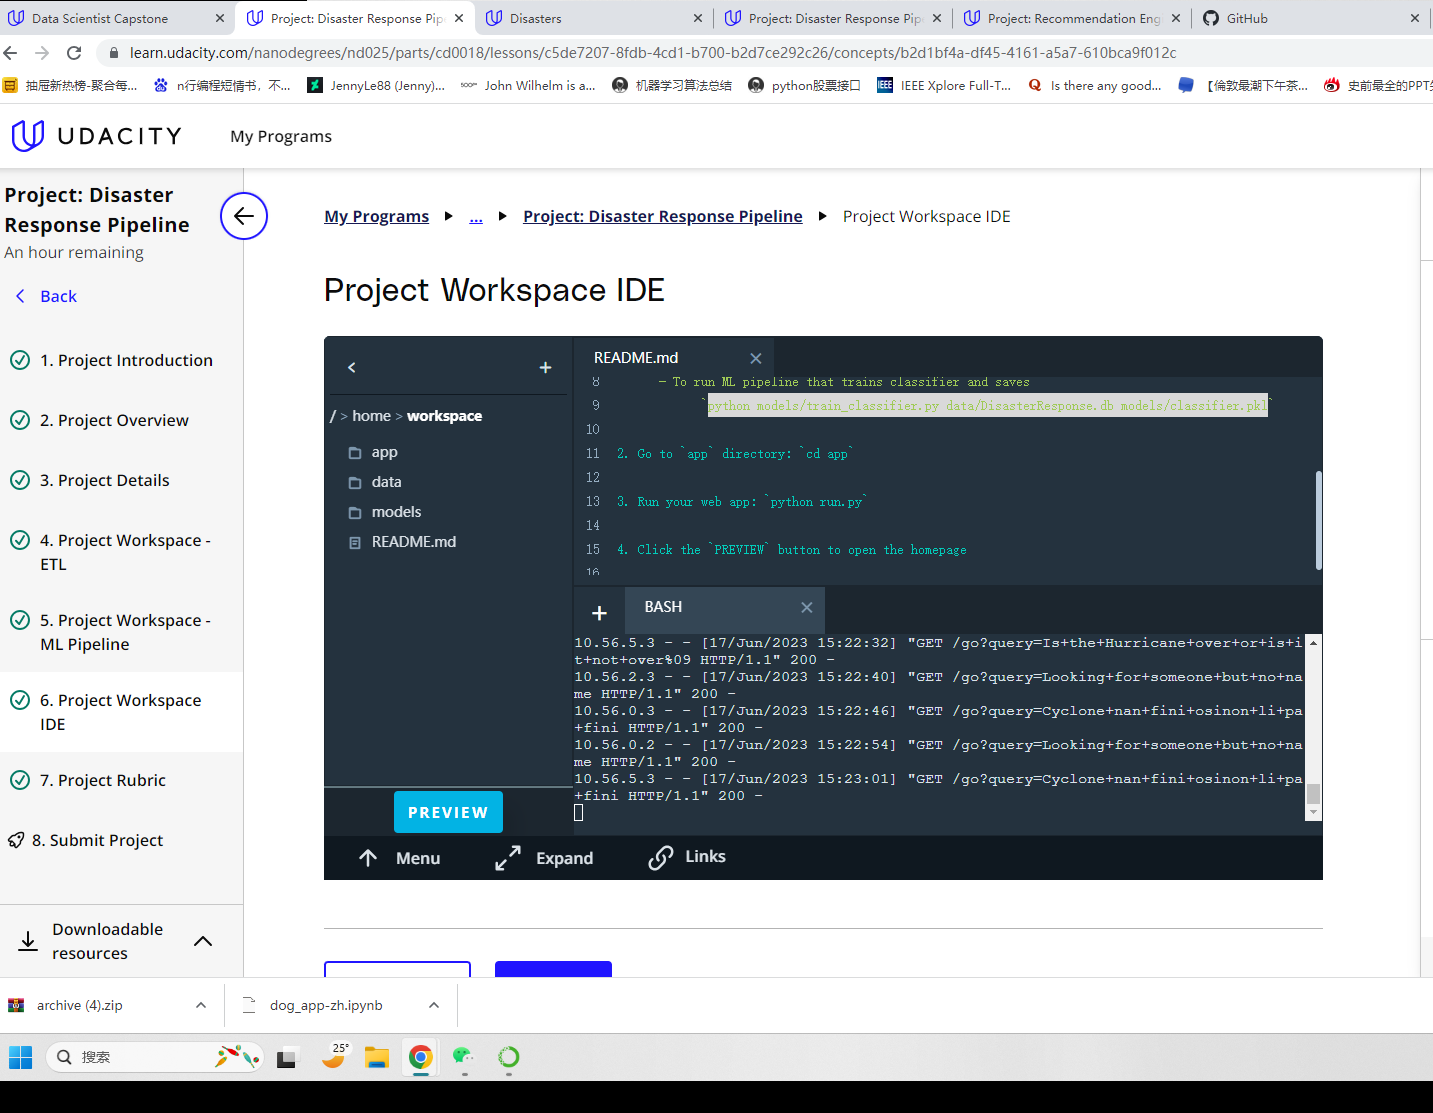 Data Scientist Capstone
Project: Disaster Response Pip
Disasters
Project: Disaster Response Pip
Project: Recommendation Eng
GitHub
learn.udacity.com/nanodegrees/nd025/parts/cd0018/lessons/c5de7207-8fdb-4cd1-b700-b2d7ce292c26/concepts/b2d1bf4a-df45-4161-a5a7-610bca9f012c
抽屉新热榜-聚合每...
n行编程短情书，不...
JennyLe88 (Jenny)...
John Wilhelm is a...
机器学习算法总结
python股票接口
IEEE Xplore Full-T...
Is there any good...
【倫敦最潮下午茶...
史前最全的PPT
UDACITY
My Programs
Project: Disaster
Response Pipeline
An hour remaining
Back
1. Project Introduction
2. Project Overview
3. Project Details
4. Project Workspace -
ETL
5. Project Workspace -
ML Pipeline
6. Project Workspace
IDE
7. Project Rubric
8. Submit Project
Downloadable
resources
My Programs ... Project: Disaster Response Pipeline Project Workspace IDE
Project Workspace IDE
/ > home > workspace
app
data
models
README.md
PREVIEW
README.md
8 - To run ML pipeline that trains classifier and saves
9 `python models/train_classifier.py data/DisasterResponse.db models/classifier.pkl`
10
11 2. Go to `app` directory: `cd app`
12
13 3. Run your web app: `python run.py`
14
15 4. Click the `PREVIEW` button to open the homepage
16
BASH
10.56.5.3 - - [17/Jun/2023 15:22:32] "GET /go?query=Is+the+Hurricane+over+or+is+i
t+not+over%09 HTTP/1.1" 200 -
10.56.2.3 - - [17/Jun/2023 15:22:40] "GET /go?query=Looking+for+someone+but+no+na
me HTTP/1.1" 200 -
10.56.0.3 - - [17/Jun/2023 15:22:46] "GET /go?query=Cyclone+nan+fini+osinon+li+pa
+fini HTTP/1.1" 200 -
10.56.0.2 - - [17/Jun/2023 15:22:54] "GET /go?query=Looking+for+someone+but+no+na
me HTTP/1.1" 200 -
10.56.5.3 - - [17/Jun/2023 15:23:01] "GET /go?query=Cyclone+nan+fini+osinon+li+pa
+fini HTTP/1.1" 200 -
Menu
Expand
Links
archive (4).zip
dog_app-zh.ipynb
搜索
25°